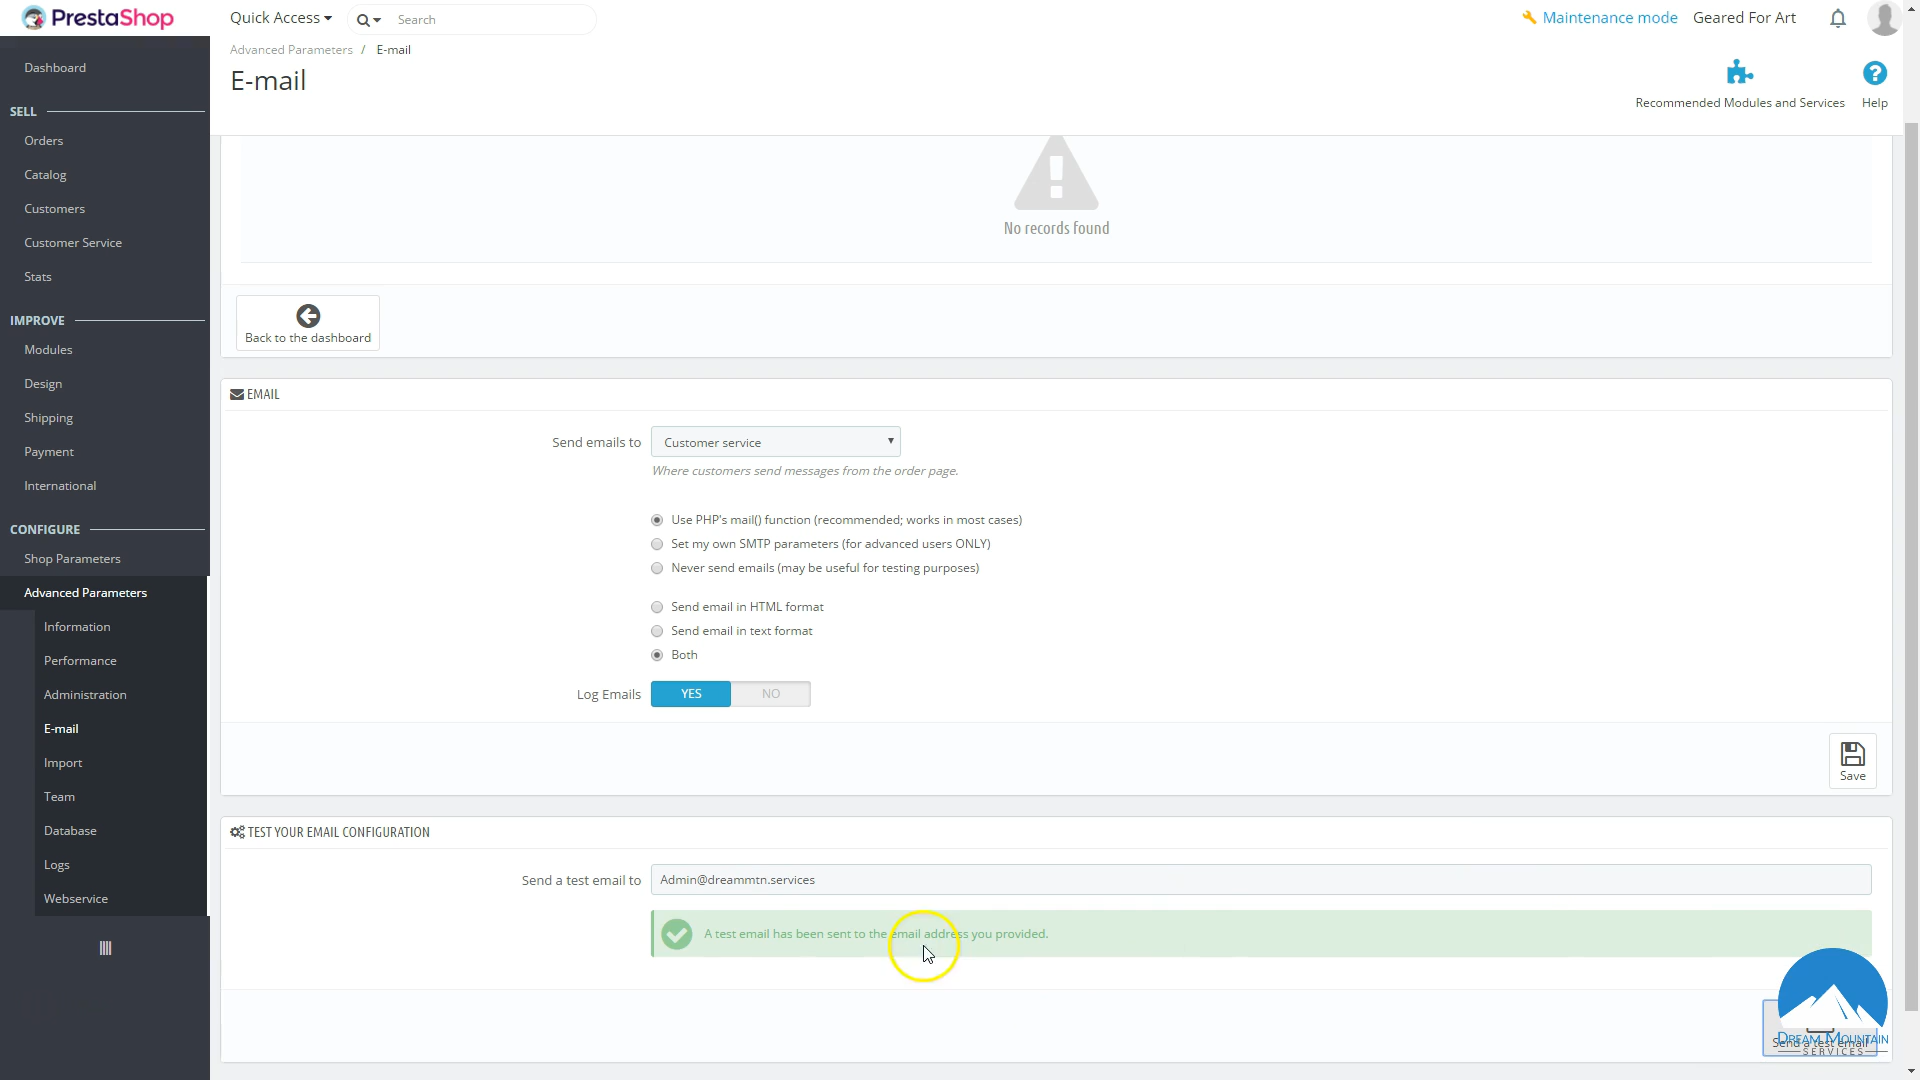 PrestaShop
Quick Access
Search
Maintenance mode
Geared For Art
Advanced Parameters / E-mail
E-mail
Recommended Modules and Services
Help
Dashboard
SELL
Orders
Catalog
Customers
Customer Service
Stats
IMPROVE
Modules
Design
Shipping
Payment
International
CONFIGURE
Shop Parameters
Advanced Parameters
Information
Performance
Administration
E-mail
Import
Team
Database
Logs
Webservice
No records found
Back to the dashboard
EMAIL
Send emails to
Customer service
Where customers send messages from the order page.
Use PHP's mail() function (recommended; works in most cases)
Set my own SMTP parameters (for advanced users ONLY)
Never send emails (may be useful for testing purposes)
Send email in HTML format
Send email in text format
Both
Log Emails
YES
NO
Save
TEST YOUR EMAIL CONFIGURATION
Send a test email to
Admin@dreammtn.services
A test email has been sent to the email address you provided.
Send a test email
DREAM MOUNTAIN
SERVICES